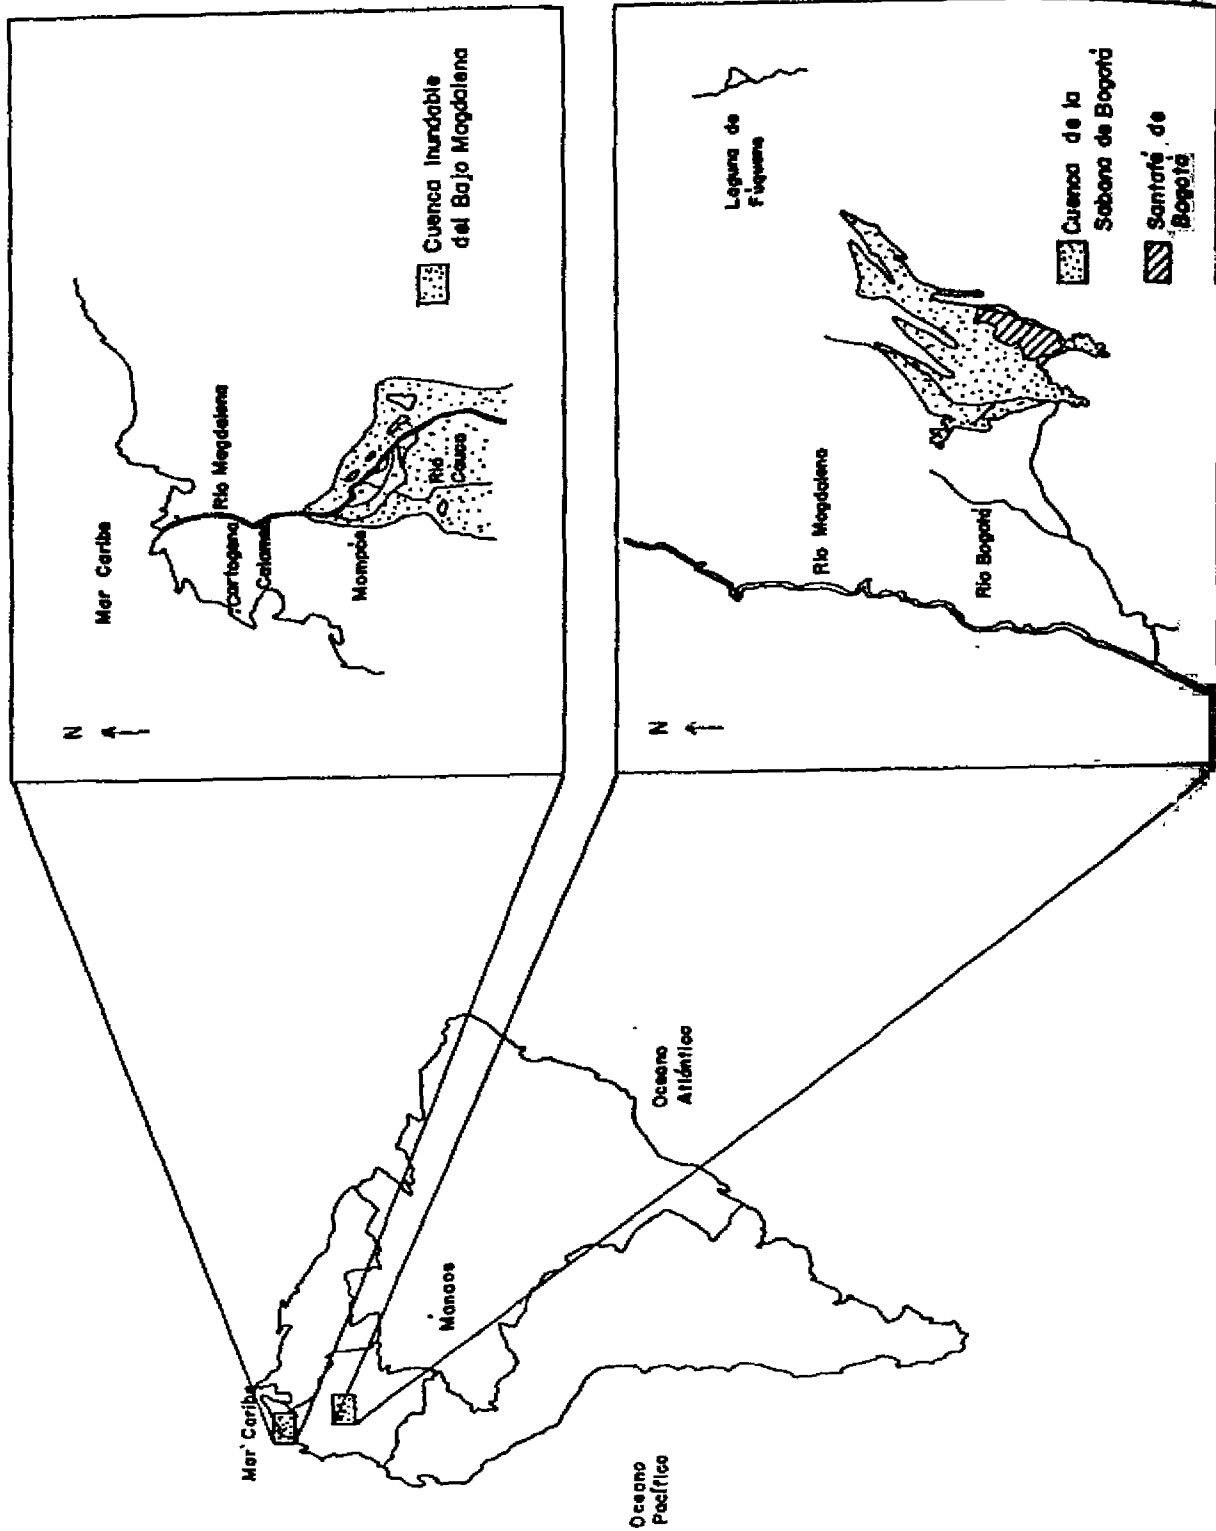 Mar Caribe
Manaos
Oceano
Atlántico
Oceano
Pacífico
N
Mar Caribe
Río Magdalena
Cartagena
Calamar
Mompós
Río
Cauca
Cuenca Inundable
del Bajo Magdalena
N
Río Magdalena
Río Bogotá
Laguna de
Fúquene
Cuenca de la
Sabana de Bogotá
Santafé de
Bogotá